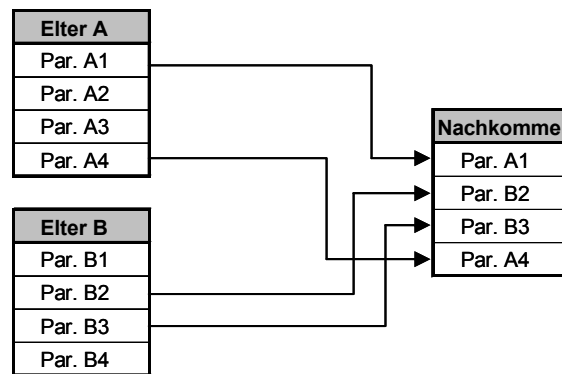 Elter A
Par. A1
Par. A2
Par. A3
Par. A4
Elter B
Par. B1
Par. B2
Par. B3
Par. B4
Nachkomme
Par. A1
Par. B2
Par. B3
Par. A4